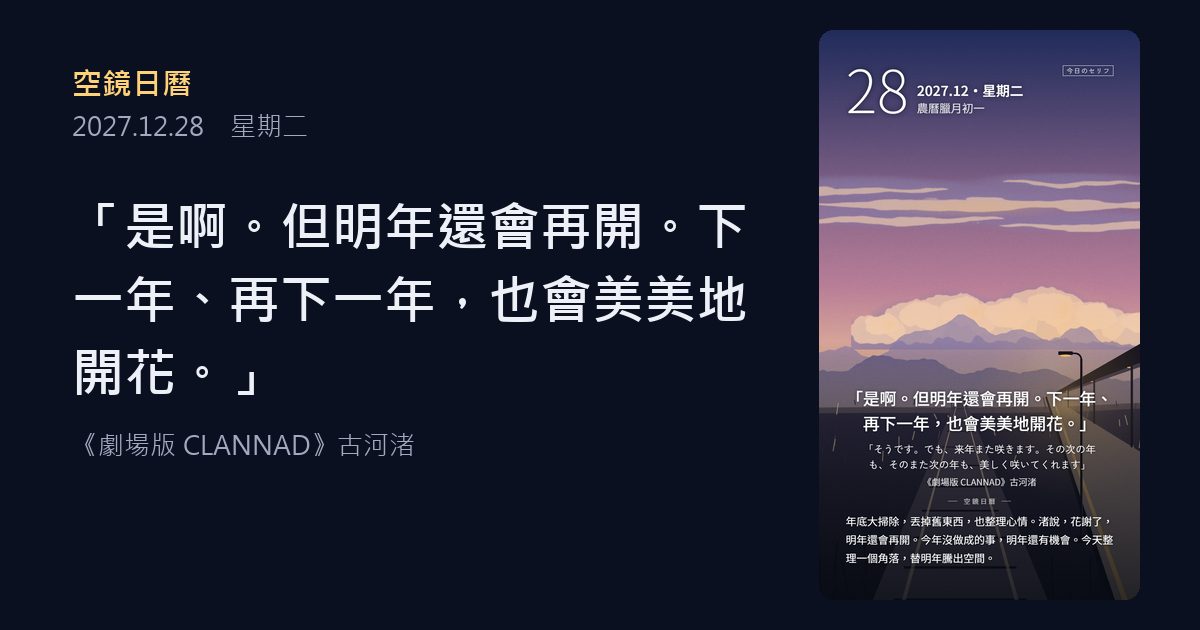 空鏡日曆
2027.12.28　星期二
「是啊。但明年還會再開。下
一年、再下一年，也會美美地
開花。」
《劇場版 CLANNAD》古河渚
28
2027.12・星期二
農曆臘月初一
今日のセリフ
「是啊。但明年還會再開。下一年、
再下一年，也會美美地開花。」
「そうです。でも、来年また咲きます。その次の年
も、そのまた次の年も、美しく咲いてくれます」
《劇場版 CLANNAD》古河渚
— 空鏡日曆 —
年底大掃除，丟掉舊東西，也整理心情。渚說，花謝了，
明年還會再開。今年沒做成的事，明年還有機會。今天整
理一個角落，替明年騰出空間。